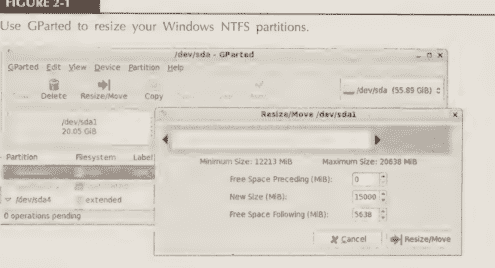 FIGURE 2-1
Use GParted to resize your Windows NTFS partitions.
/dev/sda - GParted
GParted Edit View Device Partition Help
Delete Resize/Move Copy
/dev/sda (55.89 GiB)
/dev/sda1
20.05 GiB
Partition Filesystem Label
/dev/sda4 extended
0 operations pending
Resize/Move /dev/sda1
Minimum Size: 12213 MiB Maximum Size: 20638 MiB
Free Space Preceding (MiB): 0
New Size (MiB): 15000
Free Space Following (MiB): 5638
Cancel Resize/Move